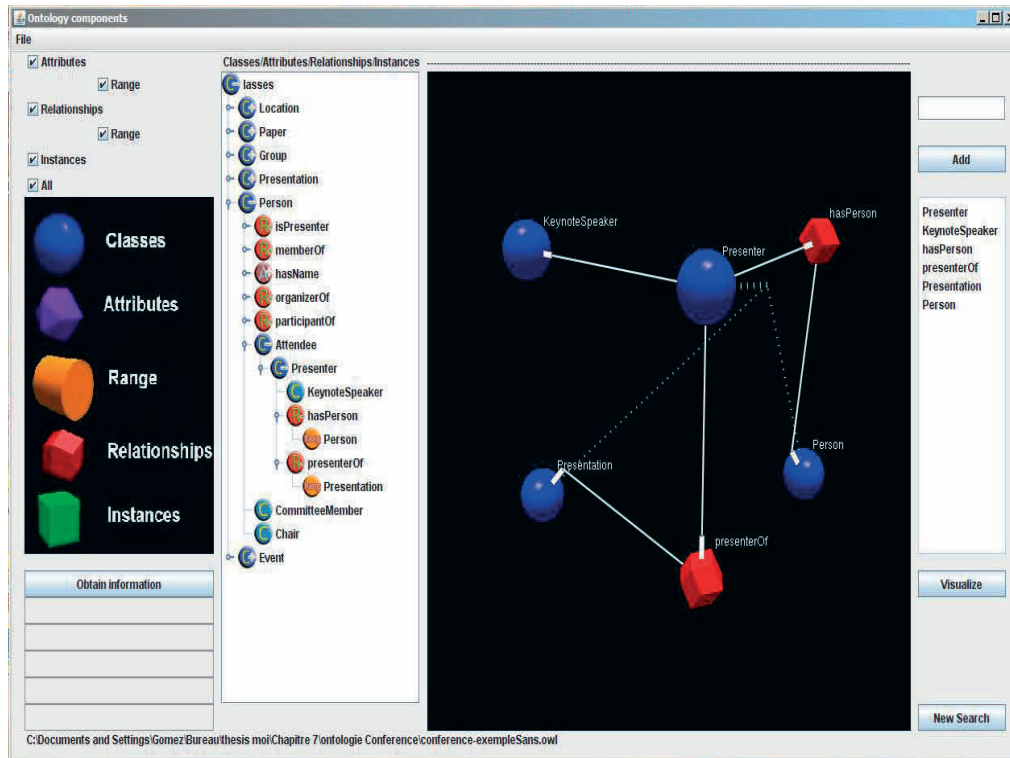 Ontology components
File
Attributes
Range
Relationships
Range
Instances
All
Classes
Attributes
Range
Relationships
Instances
Obtain information
Classes/Attributes/Relationships/Instances
lasses
Location
Paper
Group
Presentation
Person
isPresenter
memberOf
hasName
organizerOf
participantOf
Attendee
Presenter
KeynoteSpeaker
hasPerson
Person
presenterOf
Presentation
CommitteeMember
Chair
Event
KeynoteSpeaker
Presenter
hasPerson
Presentation
Person
presenterOf
Add
Presenter
KeynoteSpeaker
hasPerson
presenterOf
Presentation
Person
Visualize
New Search
C:\Documents and Settings\Gomez\Bureau\thesis moi\Chapitre 7\ontologie Conference\conference-exempleSans.owl